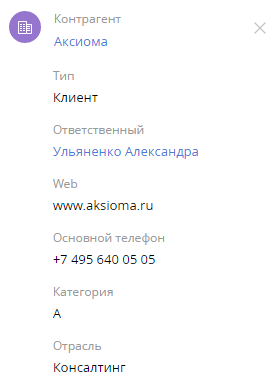 Контрагент
Аксиома
Тип
Клиент
Ответственный
Ульяненко Александра
Web
www.aksioma.ru
Основной телефон
+7 495 640 05 05
Категория
A
Отрасль
Консалтинг